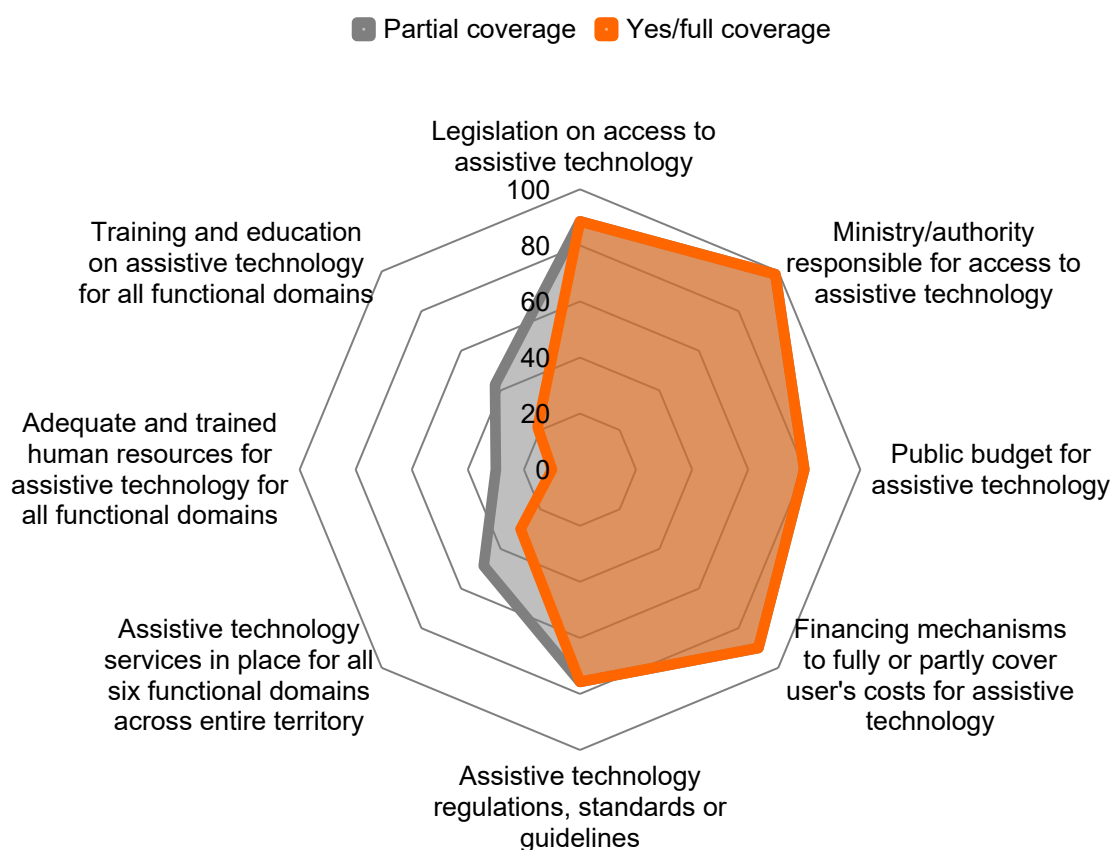 Partial coverage
Yes/full coverage
Legislation on access to
assistive technology
Ministry/authority
responsible for access to
assistive technology
Public budget for
assistive technology
Financing mechanisms
to fully or partly cover
user's costs for assistive
technology
Assistive technology
regulations, standards or
guidelines
Assistive technology
services in place for all
six functional domains
across entire territory
Adequate and trained
human resources for
assistive technology for
all functional domains
Training and education
on assistive technology
for all functional domains
100
80
60
40
20
0